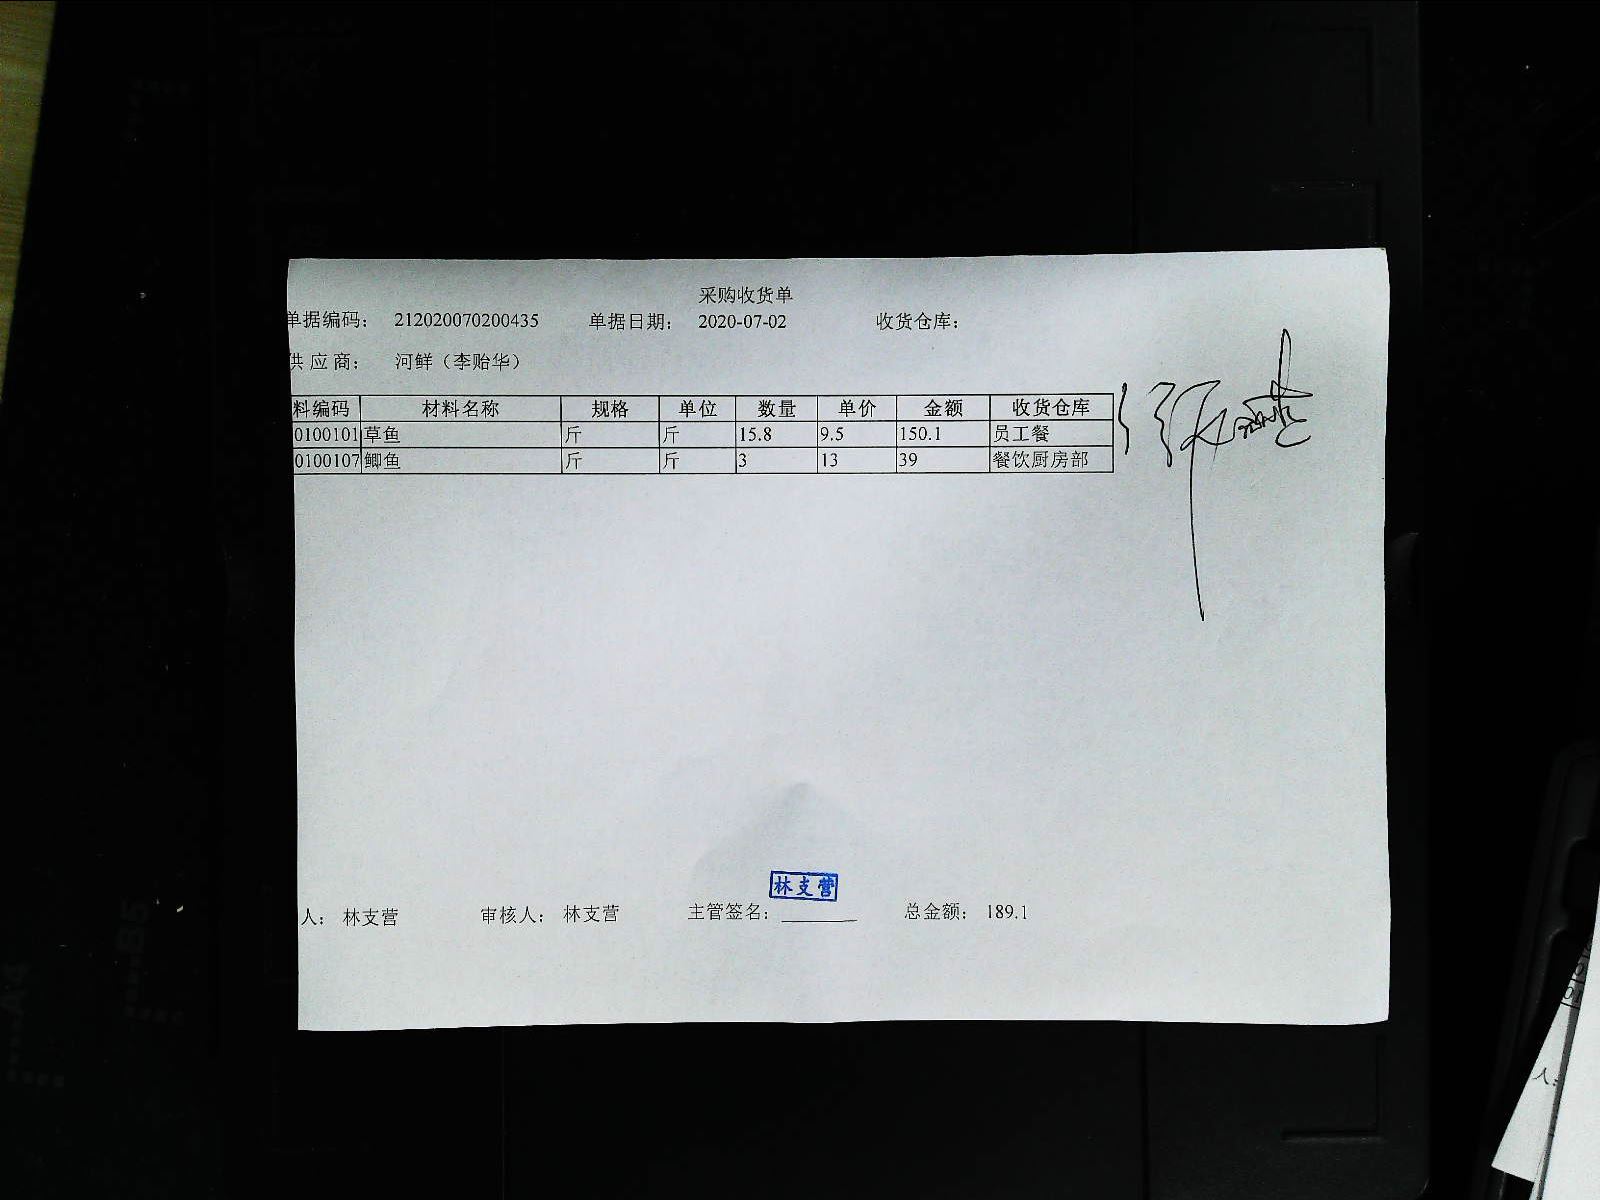 采购收货单
单据编码： 212020070200435 单据日期： 2020-07-02 收货仓库：
供应商： 河鲜（李贻华）
料编码 材料名称 规格 单位 数量 单价 金额 收货仓库
0100101 草鱼 斤 斤 15.8 9.5 150.1 员工餐
0100107 鲫鱼 斤 斤 3 13 39 餐饮厨房部
林支营
人： 林支营 审核人： 林支营 主管签名： 总金额： 189.1
人：
B5
A4